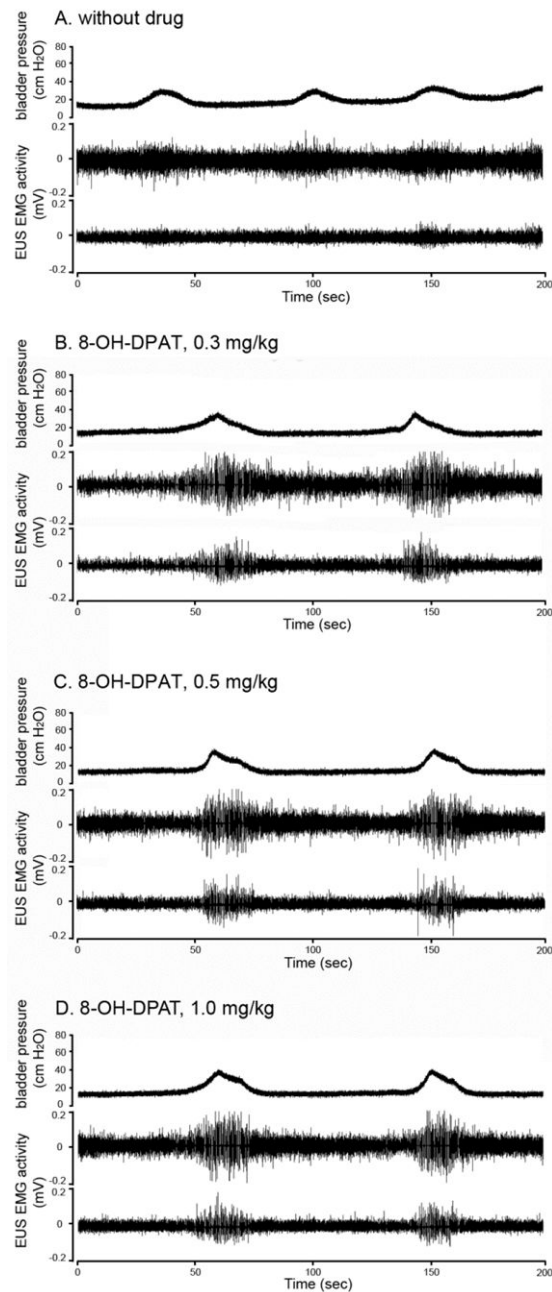 A. without drug
bladder pressure
(cm H₂O)
80
60
40
20
0
EUS EMG activity
(mV)
0.2
0
-0.2
0.2
0
-0.2
0
50
100
150
200
Time (sec)
B. 8-OH-DPAT, 0.3 mg/kg
bladder pressure
(cm H₂O)
80
60
40
20
0
EUS EMG activity
(mV)
0.2
0
-0.2
0.2
0
-0.2
0
50
100
150
200
Time (sec)
C. 8-OH-DPAT, 0.5 mg/kg
bladder pressure
(cm H₂O)
80
60
40
20
0
EUS EMG activity
(mV)
0.2
0
-0.2
0.2
0
-0.2
0
50
100
150
200
Time (sec)
D. 8-OH-DPAT, 1.0 mg/kg
bladder pressure
(cm H₂O)
80
60
40
20
0
EUS EMG activity
(mV)
0.2
0
-0.2
0.2
0
-0.2
0
50
100
150
200
Time (sec)